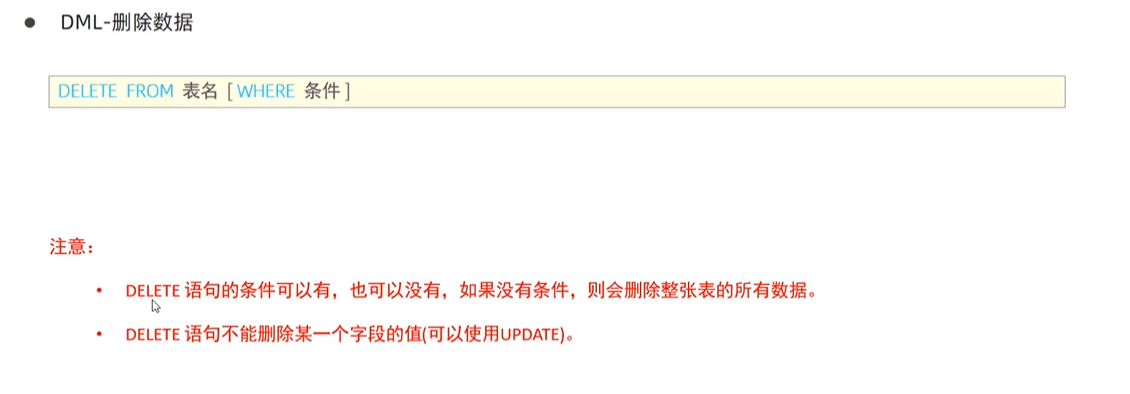 ● DML-删除数据
DELETE FROM 表名 [ WHERE 条件 ]
注意：
• DELETE 语句的条件可以有，也可以没有，如果没有条件，则会删除整张表的所有数据。
• DELETE 语句不能删除某一个字段的值(可以使用UPDATE)。